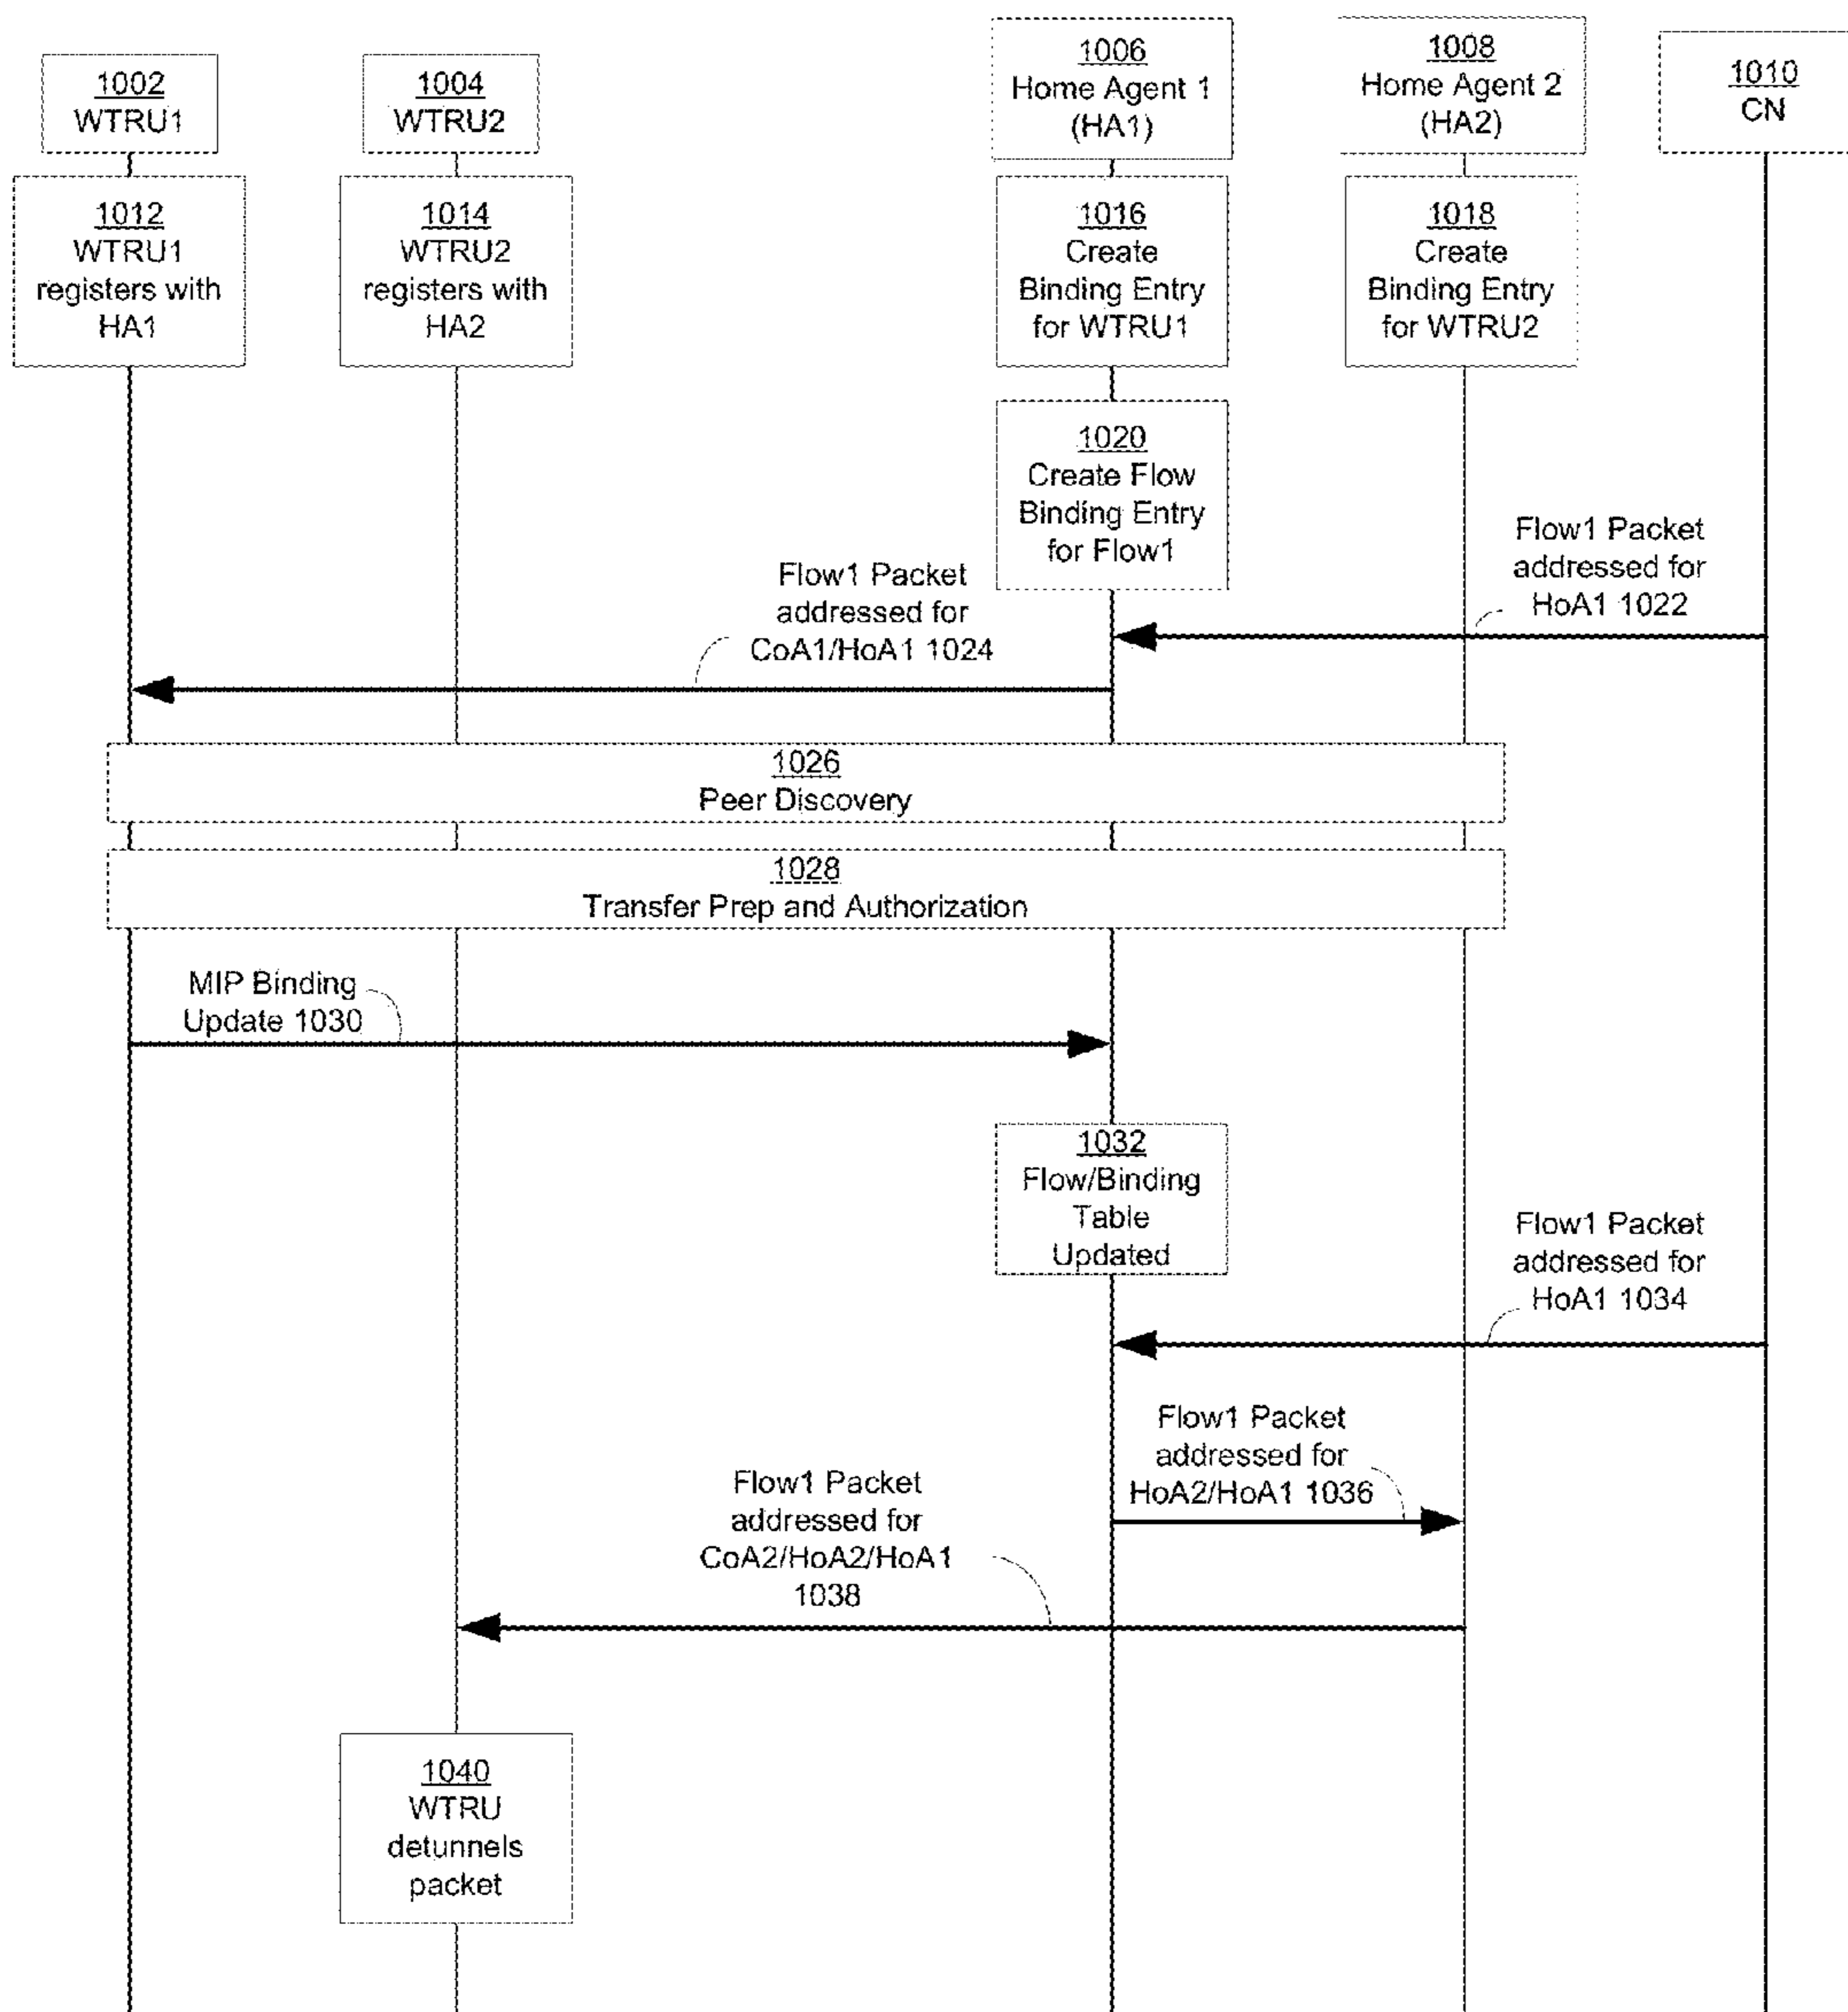 1002
WTRU1
1004
WTRU2
1006
Home Agent 1
(HA1)
1008
Home Agent 2
(HA2)
1010
CN
1012
WTRU1
registers with
HA1
1014
WTRU2
registers with
HA2
1016
Create
Binding Entry
for WTRU1
1018
Create
Binding Entry
for WTRU2
1020
Create Flow
Binding Entry
for Flow1
Flow1 Packet
addressed for
HoA1 1022
Flow1 Packet
addressed for
CoA1/HoA1 1024
1026
Peer Discovery
1028
Transfer Prep and Authorization
MIP Binding
Update 1030
1032
Flow/Binding
Table
Updated
Flow1 Packet
addressed for
HoA1 1034
Flow1 Packet
addressed for
HoA2/HoA1 1036
Flow1 Packet
addressed for
CoA2/HoA2/HoA1
1038
1040
WTRU
detunnels
packet